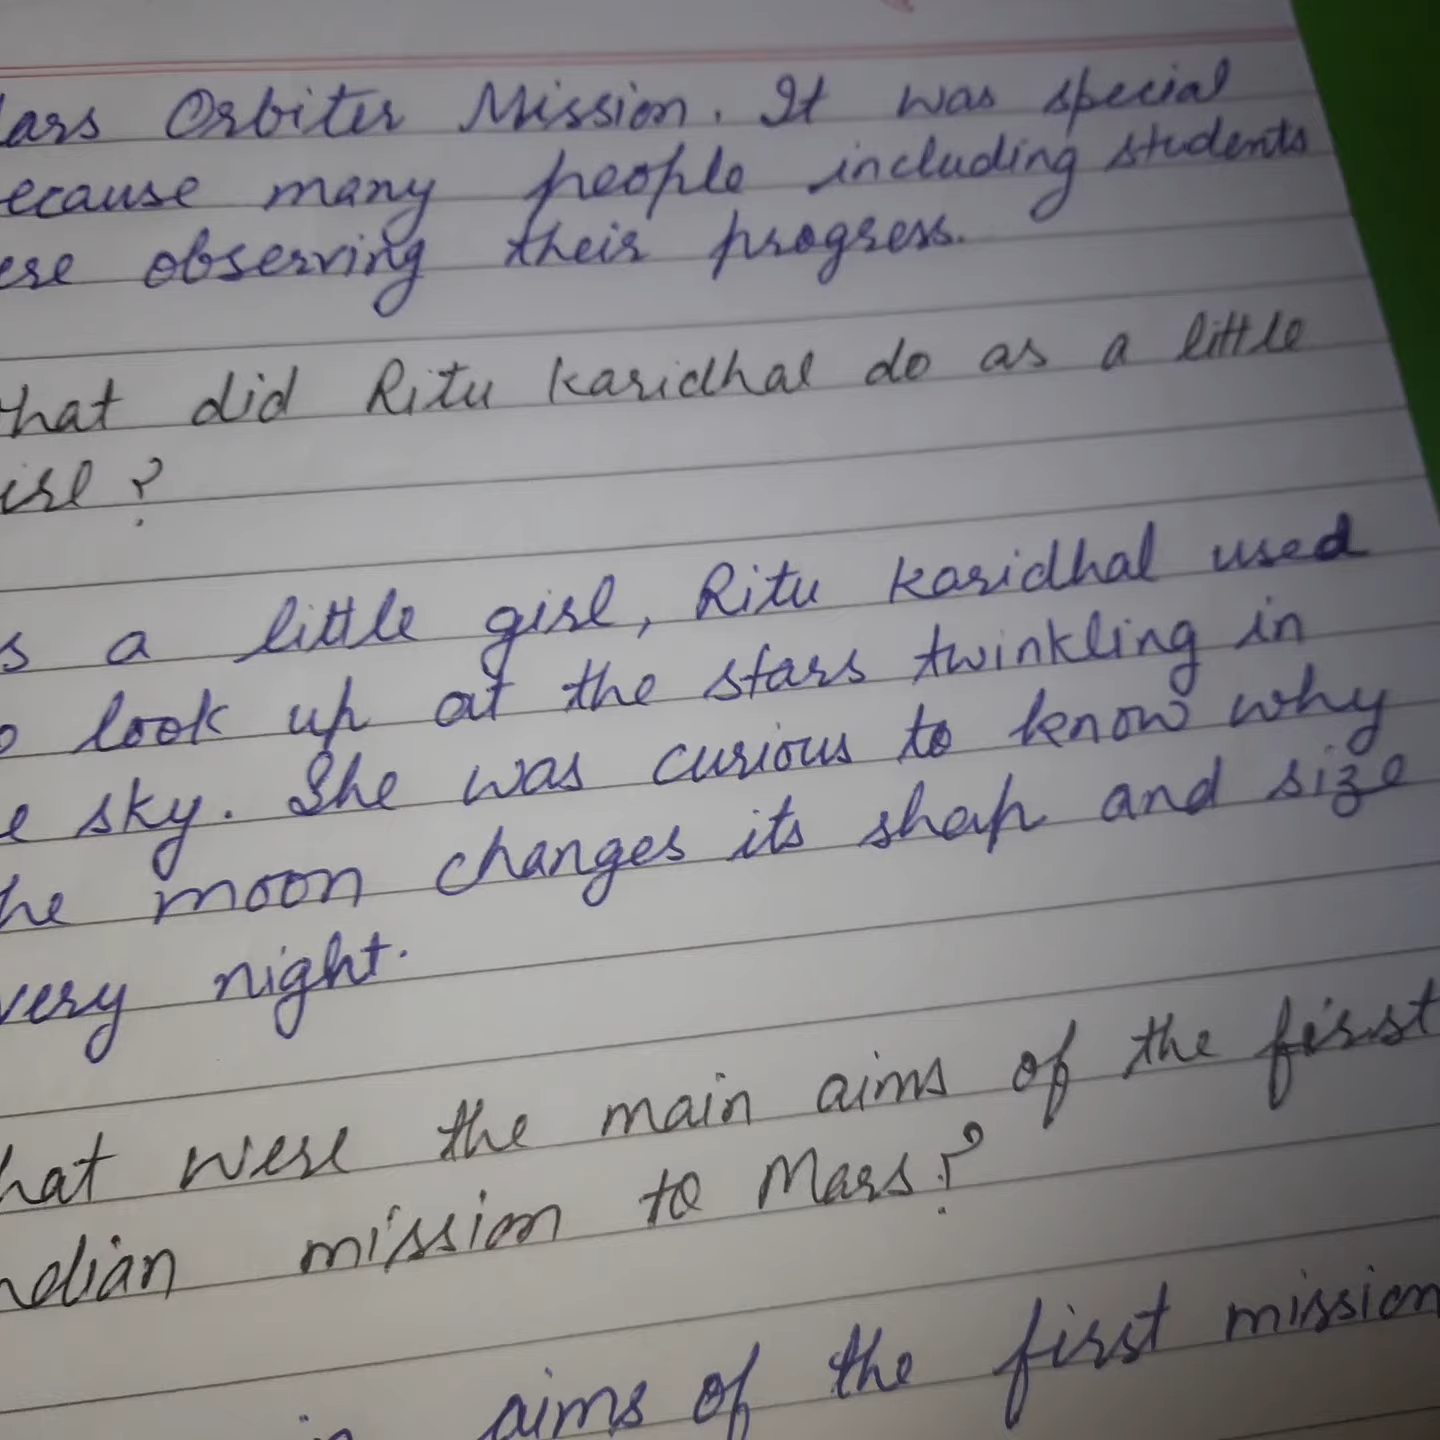 lars Orbiter Mission. It was special
ecause many people including students
ere observing their progress.
hat did Ritu Karidhal do as a little
irl ?
s a little girl, Ritu Karidhal used
o look up at the stars twinkling in
e sky. She was curious to know why
he moon changes its shap and size
very night.
hat were the main aims of the first
ndian mission to Mars?
aims of the first mission